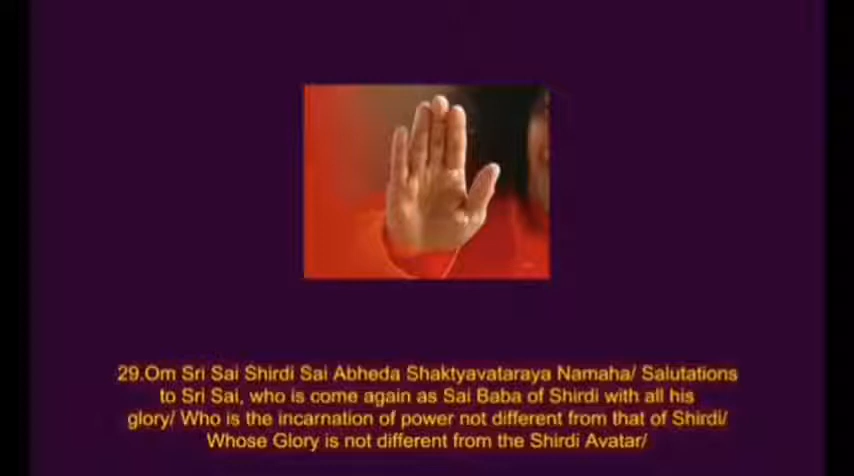 29.Om Sri Sai Shirdi Sai Abheda Shaktyavataraya Namaha/ Salutations
to Sri Sai, who is come again as Sai Baba of Shirdi with all his
glory/ Who is the incarnation of power not different from that of Shirdi/
Whose Glory is not different from the Shirdi Avatar/